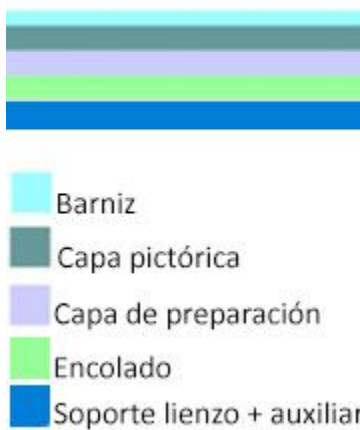 Barniz
Capa pictórica
Capa de preparación
Encolado
Soporte lienzo + auxiliar